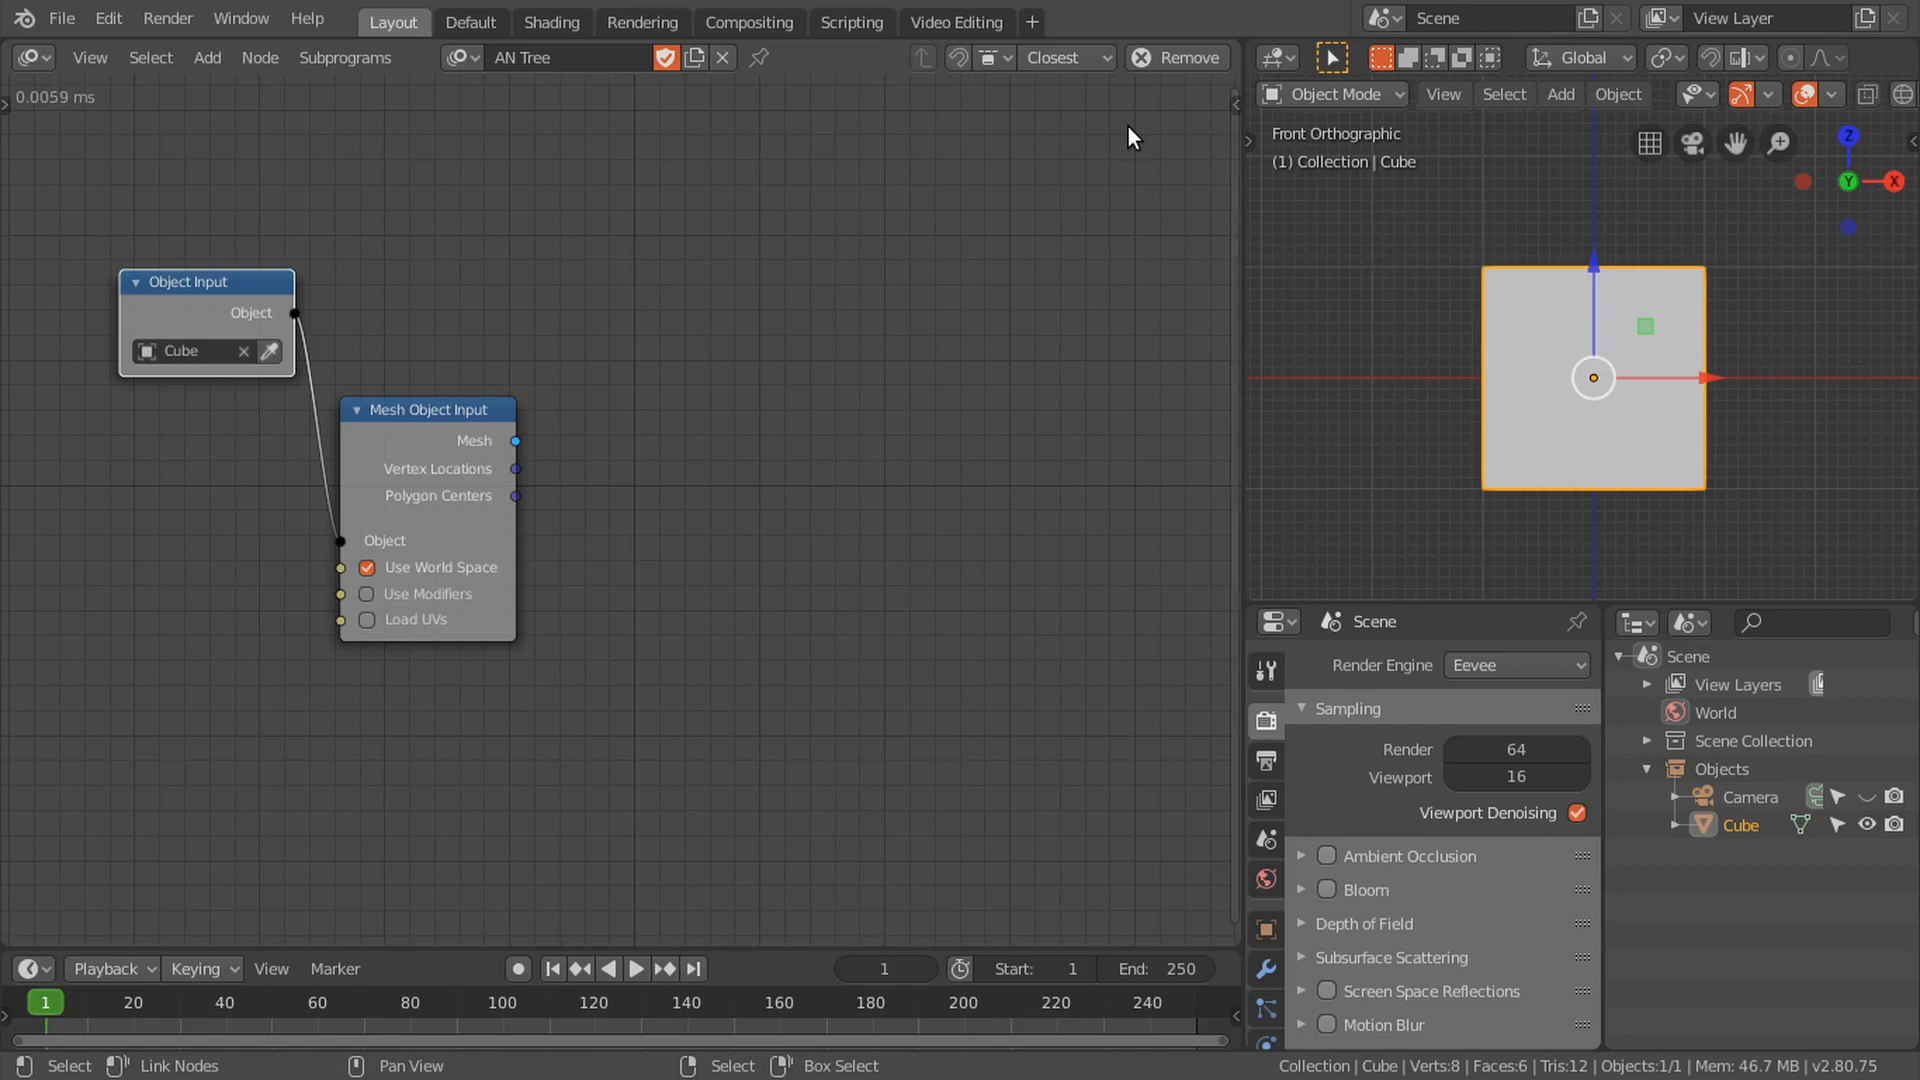 File Edit Render Window Help Layout Default Shading Rendering Compositing Scripting Video Editing + Scene View Layer
View Select Add Node Subprograms AN Tree Closest Remove Global
0.0059 ms
Object Mode View Select Add Object
Front Orthographic
(1) Collection | Cube
Z
Y
X
Object Input
Object
Cube
Mesh Object Input
Mesh
Vertex Locations
Polygon Centers
Object
Use World Space
Use Modifiers
Load UVs
Scene
Render Engine Eevee
Sampling
Render 64
Viewport 16
Viewport Denoising
Ambient Occlusion
Bloom
Depth of Field
Subsurface Scattering
Screen Space Reflections
Motion Blur
Scene
View Layers
World
Scene Collection
Objects
Camera
Cube
Playback Keying View Marker 1 Start: 1 End: 250
1 20 40 60 80 100 120 140 160 180 200 220 240
Select Link Nodes Pan View Select Box Select Collection | Cube | Verts:8 | Faces:6 | Tris:12 | Objects:1/1 | Mem: 46.7 MB | v2.80.75